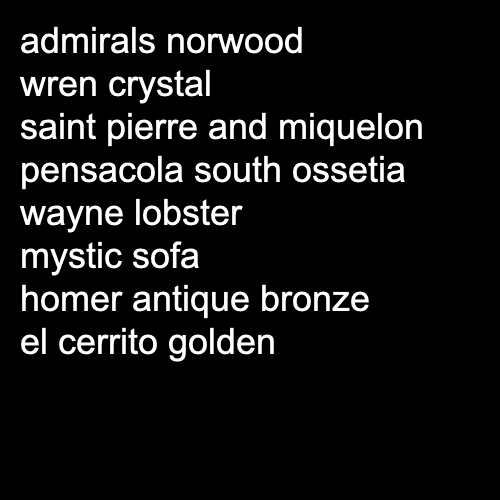 admirals norwood
wren crystal
saint pierre and miquelon
pensacola south ossetia
wayne lobster
mystic sofa
homer antique bronze
el cerrito golden